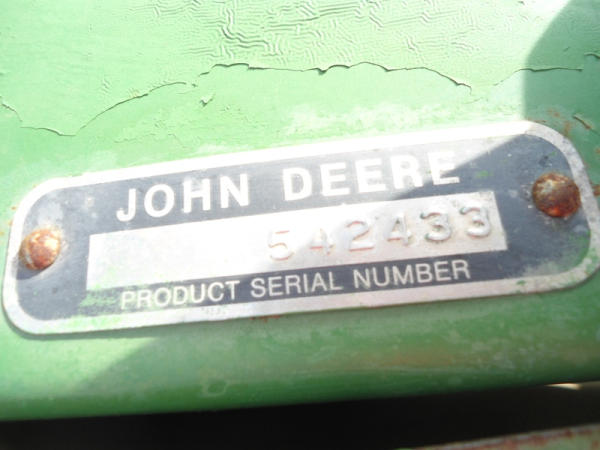 JOHN DEERE
542433
PRODUCT SERIAL NUMBER